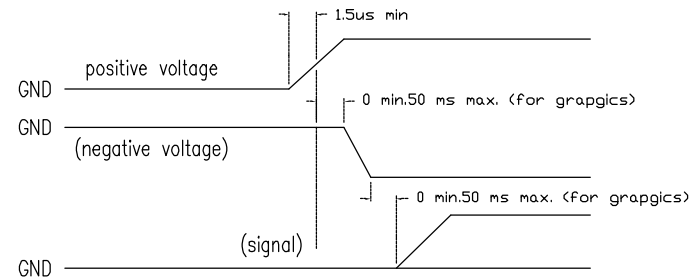 1.5us min
positive voltage
GND
0 min.50 ms max. (for grapgics)
GND
(negative voltage)
0 min.50 ms max. (for grapgics)
(signal)
GND